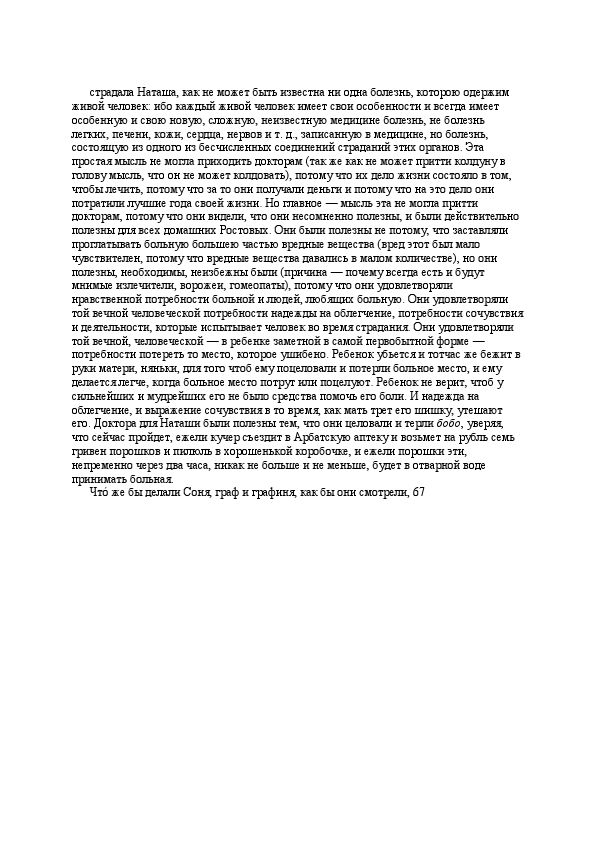 страдала Наташа, как не может быть известна ни одна болезнь, которою одержим
живой человек: ибо каждый живой человек имеет свои особенности и всегда имеет
особенную и свою новую, сложную, неизвестную медицине болезнь, не болезнь
легких, печени, кожи, сердца, нервов и т. д., записанную в медицине, но болезнь,
состоящую из одного из бесчисленных соединений страданий этих органов. Эта
простая мысль не могла приходить докторам (так же как не может притти колдуну в
голову мысль, что он не может колдовать), потому что их дело жизни состояло в том,
чтобы лечить, потому что за то они получали деньги и потому что на это дело они
потратили лучшие года своей жизни. Но главное — мысль эта не могла притти
докторам, потому что они видели, что они несомненно полезны, и были действительно
полезны для всех домашних Ростовых. Они были полезны не потому, что заставляли
проглатывать больную большею частью вредные вещества (вред этот был мало
чувствителен, потому что вредные вещества давались в малом количестве), но они
полезны, необходимы, неизбежны были (причина — почему всегда есть и будут
мнимые излечители, ворожеи, гомеопаты), потому что они удовлетворяли
нравственной потребности больной и людей, любящих больную. Они удовлетворяли
той вечной человеческой потребности надежды на облегчение, потребности сочувствия
и деятельности, которые испытывает человек во время страдания. Они удовлетворяли
той вечной, человеческой — в ребенке заметной в самой первобытной форме —
потребности потереть то место, которое ушибено. Ребенок убьется и тотчас же бежит в
руки матери, няньки, для того чтоб ему поцеловали и потерли больное место, и ему
делается легче, когда больное место потрут или поцелуют. Ребенок не верит, чтоб у
сильнейших и мудрейших его не было средства помочь его боли. И надежда на
облегчение, и выражение сочувствия в то время, как мать трет его шишку, утешают
его. Доктора для Наташи были полезны тем, что они целовали и терли бобо, уверяя,
что сейчас пройдет, ежели кучер съездит в Арбатскую аптеку и возьмет на рубль семь
гривен порошков и пилюль в хорошенькой коробочке, и ежели порошки эти,
непременно через два часа, никак не больше и не меньше, будет в отварной воде
принимать больная.
Что́ же бы делали Соня, граф и графиня, как бы они смотрели, 67